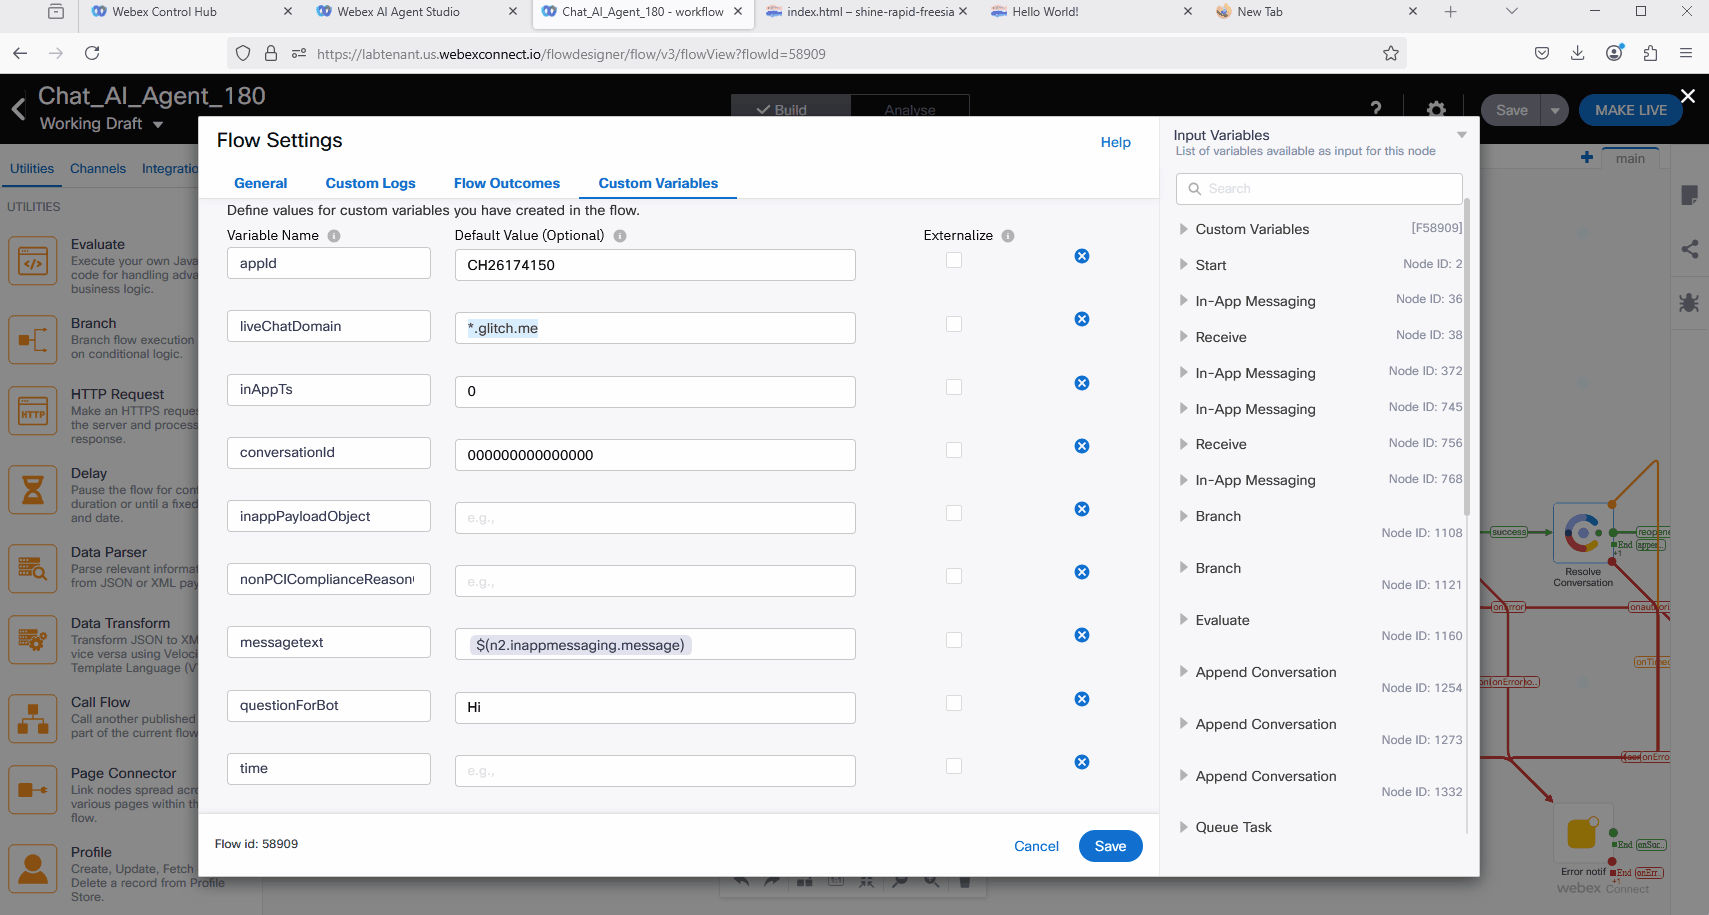 Webex Control Hub
Webex AI Agent Studio
Chat_AI_Agent_180 - workflow
index.html – shine-rapid-freesia
Hello World!
New Tab
https://labtenant.us.webexconnect.io/flowdesigner/flow/v3/flowView?flowId=58909
Chat_AI_Agent_180
Working Draft
Build
Analyse
?
Save
MAKE LIVE
Utilities
Channels
Integratio
main
UTILITIES
Evaluate
Execute your own Jav
code for handling adva
business logic.
Branch
Branch flow execution
on conditional logic.
HTTP Request
Make an HTTPS reque
the server and process
response.
Delay
Pause the flow for con
duration or until a fixed
and date.
Data Parser
Parse relevant informat
from JSON or XML pay
Data Transform
Transform JSON to XM
vice versa using Veloci
Template Language (VT
Call Flow
Call another published
part of the current flow
Page Connector
Link nodes spread acro
various pages within th
flow.
Profile
Create, Update, Fetch
Delete a record from Profile
Store.
Flow Settings
Help
General
Custom Logs
Flow Outcomes
Custom Variables
Define values for custom variables you have created in the flow.
Variable Name
Default Value (Optional)
Externalize
appId
CH26174150
liveChatDomain
*.glitch.me
inAppTs
0
conversationId
000000000000000
inappPayloadObject
e.g.,
nonPCIComplianceReason
e.g.,
messagetext
$(n2.inappmessaging.message)
questionForBot
Hi
time
e.g.,
Flow id: 58909
Cancel
Save
Input Variables
List of variables available as input for this node
Search
Custom Variables [F58909]
Start Node ID: 2
In-App Messaging Node ID: 36
Receive Node ID: 38
In-App Messaging Node ID: 372
In-App Messaging Node ID: 745
Receive Node ID: 756
In-App Messaging Node ID: 768
Branch
Node ID: 1108
Branch
Node ID: 1121
Evaluate
Node ID: 1160
Append Conversation
Node ID: 1254
Append Conversation
Node ID: 1273
Append Conversation
Node ID: 1332
Queue Task
success
reopene
End
appen..
+1
Resolve
Conversation
onError
onauthoriz
onTimeo
End
onSuc..
Error notif
End
onErr..
+1
webex Connect